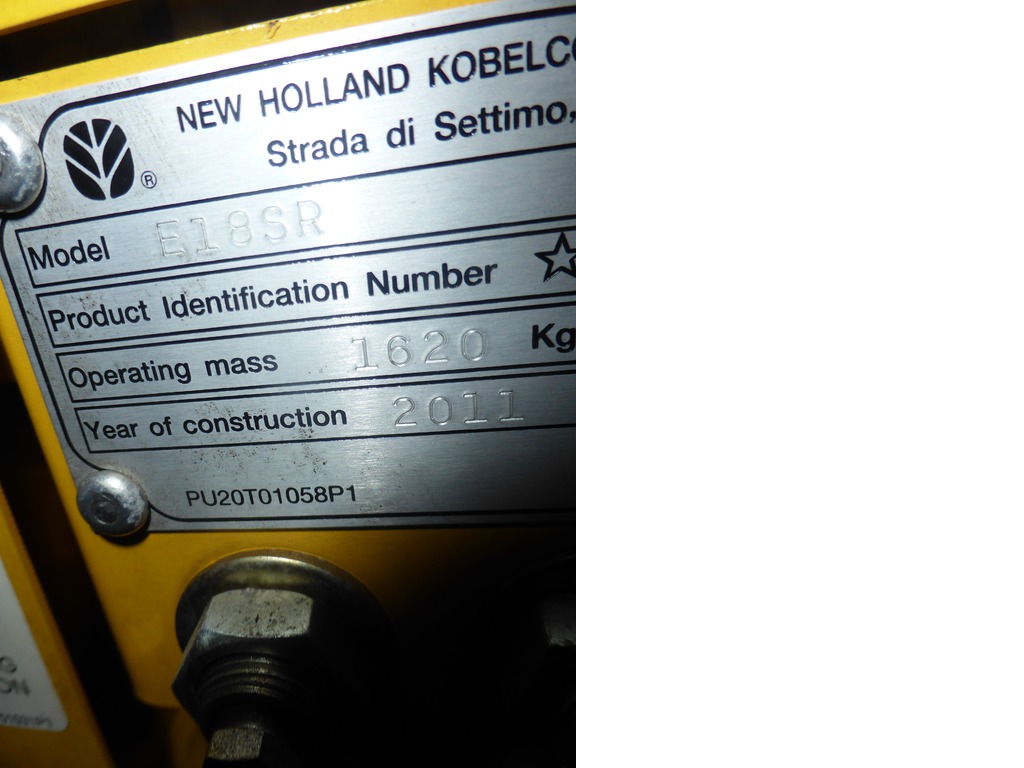 NEW HOLLAND KOBELCO
Strada di Settimo,
®
Model E18SR
Product Identification Number ☆
Operating mass 1620 Kg
Year of construction 2011
PU20T01058P1
G
ON